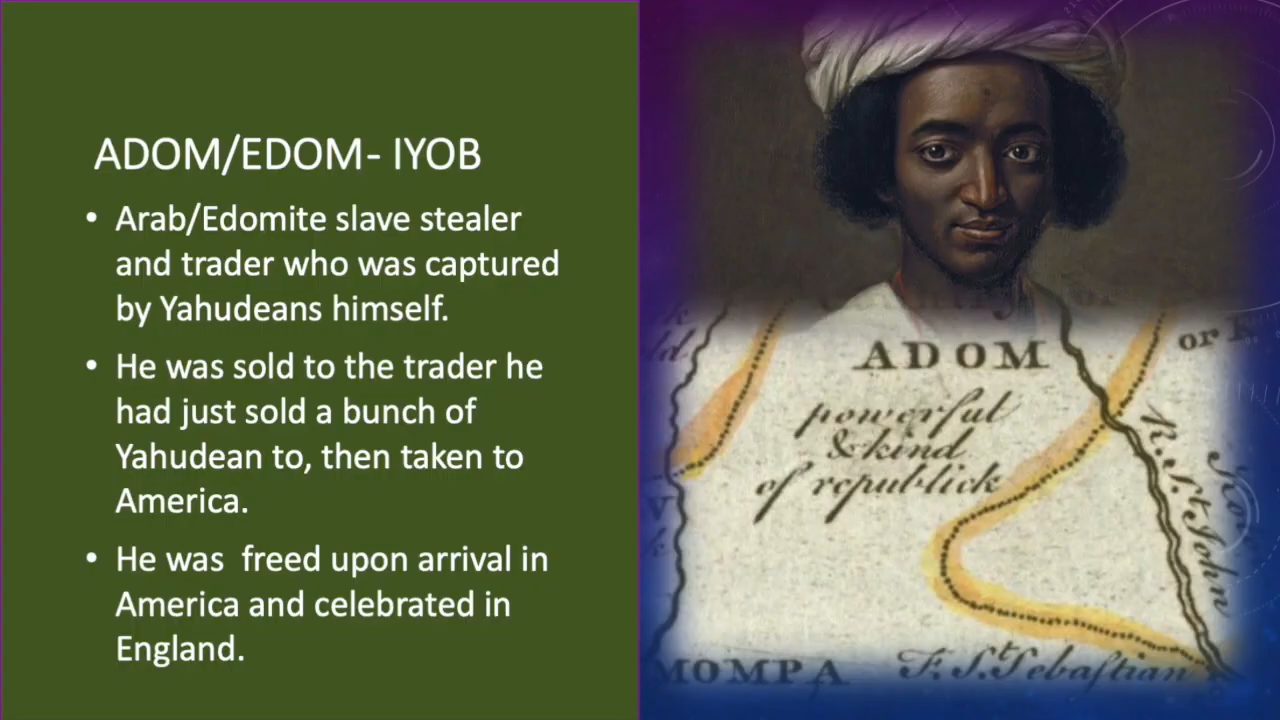 ADOM/EDOM- IYOB
• Arab/Edomite slave stealer
and trader who was captured
by Yahudeans himself.
• He was sold to the trader he
had just sold a bunch of
Yahudean to, then taken to
America.
• He was  freed upon arrival in
America and celebrated in
England.
or
ADOM
powerful
& kind
of republick
R. St. John
MOMPA
F. St. Sebaſtian